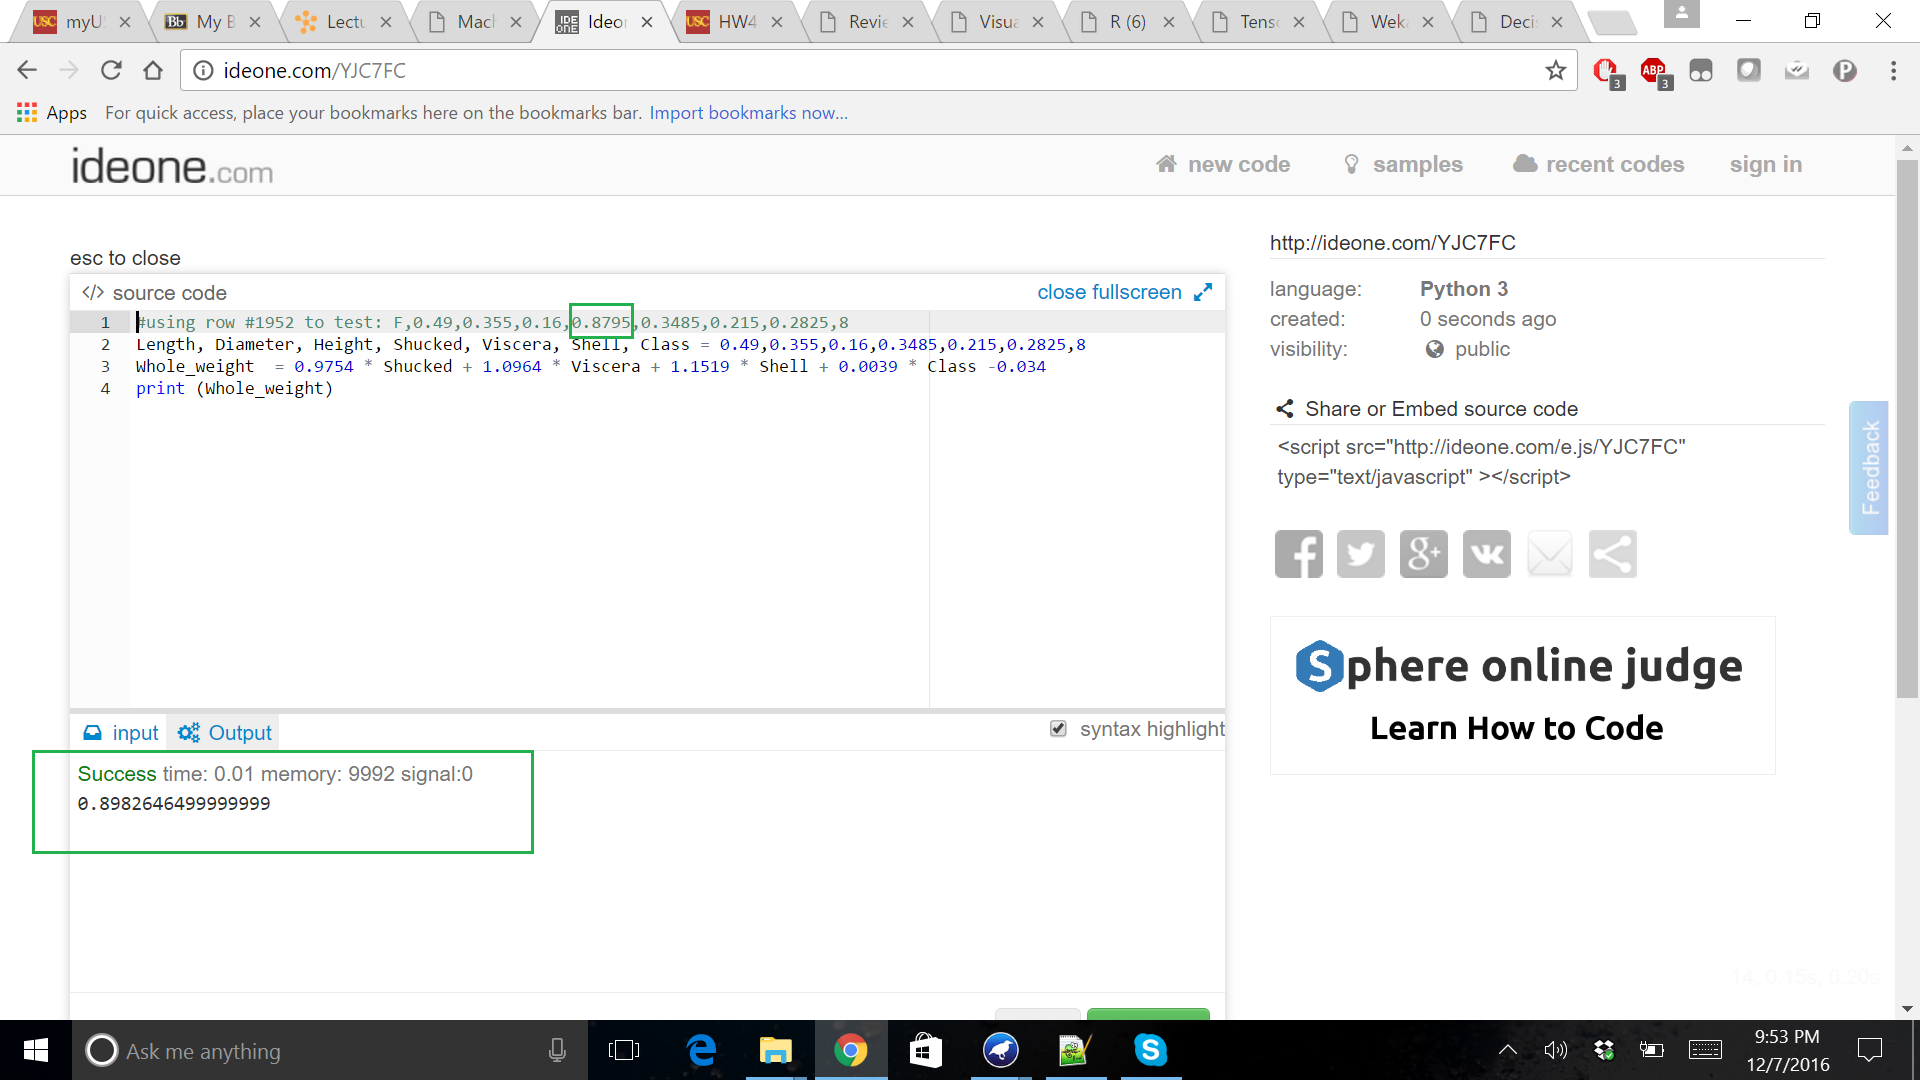 myU
My B
Lectu
Mach
Ideon
HW4
Revie
Visua
R (6)
Tenso
Weka
Decis
ideone.com/YJC7FC
Apps For quick access, place your bookmarks here on the bookmarks bar. Import bookmarks now...
ideone.com
new code samples recent codes sign in
esc to close
</> source code close fullscreen
1 #using row #1952 to test: F,0.49,0.355,0.16,0.8795,0.3485,0.215,0.2825,8
2 Length, Diameter, Height, Shucked, Viscera, Shell, Class = 0.49,0.355,0.16,0.3485,0.215,0.2825,8
3 Whole_weight  = 0.9754 * Shucked + 1.0964 * Viscera + 1.1519 * Shell + 0.0039 * Class -0.034
4 print (Whole_weight)
input Output syntax highlight
Success time: 0.01 memory: 9992 signal:0
0.8982646499999999
http://ideone.com/YJC7FC
language: Python 3
created: 0 seconds ago
visibility: public
Share or Embed source code
<script src="http://ideone.com/e.js/YJC7FC"
type="text/javascript" ></script>
Feedback
Sphere online judge
Learn How to Code
14, 0.15s, 0.20s
Ask me anything
9:53 PM
12/7/2016